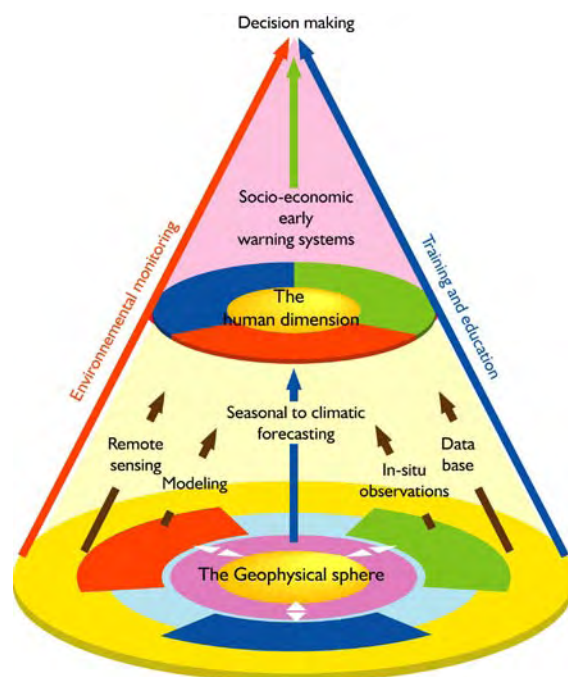 Decision making
Socio-economic
early
warning systems
Environnemental monitoring
Training and education
The
human dimension
Seasonal to climatic
forecasting
Remote
sensing
Modeling
In-situ
observations
Data
base
The Geophysical sphere